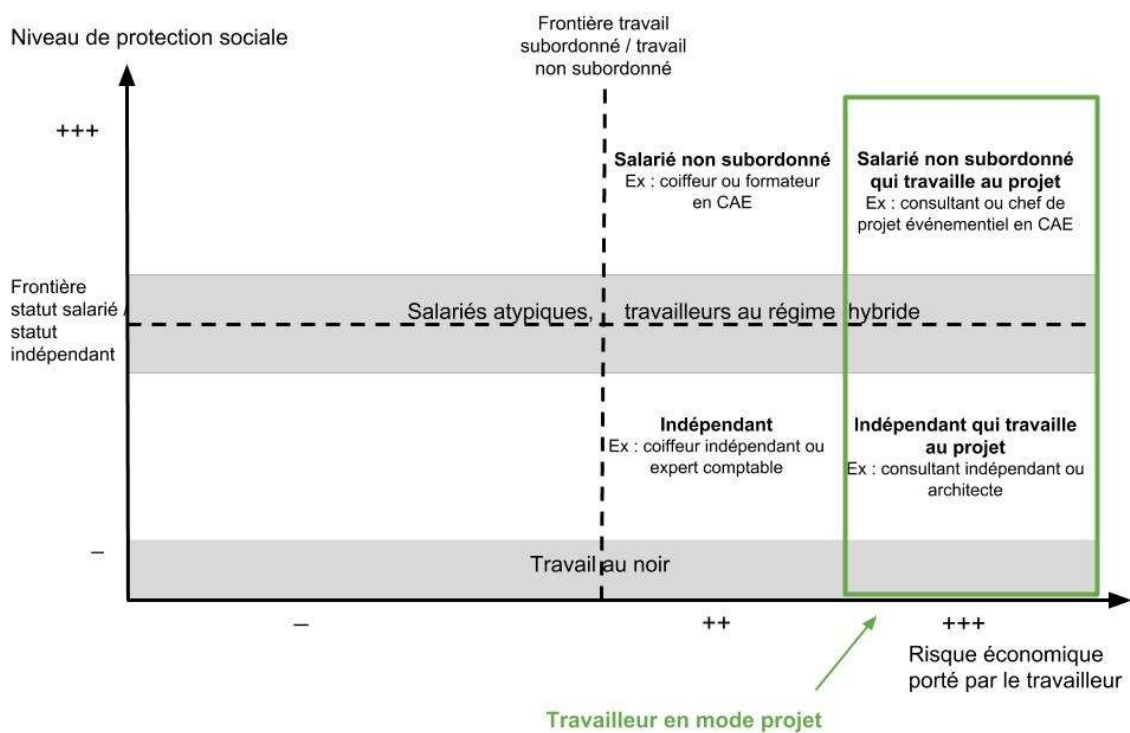 Niveau de protection sociale
Frontière travail
subordonné / travail
non subordonné
+++
Salarié non subordonné
Ex : coiffeur ou formateur
en CAE
Salarié non subordonné
qui travaille au projet
Ex : consultant ou chef de
projet événementiel en CAE
Frontière
statut salarié /
statut
indépendant
Salariés atypiques, travailleurs au régime hybride
Indépendant
Ex : coiffeur indépendant ou
expert comptable
Indépendant qui travaille
au projet
Ex : consultant indépendant ou
architecte
–
Travail au noir
–
++
+++
Risque économique
porté par le travailleur
Travailleur en mode projet